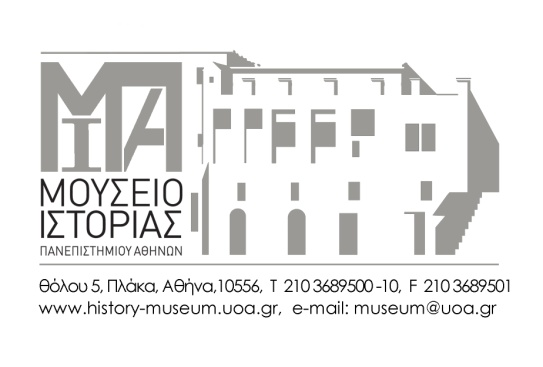 ΜΙΠΑ
ΜΟΥΣΕΙΟ
ΙΣΤΟΡΙΑΣ
ΠΑΝΕΠΙΣΤΗΜΙΟΥ ΑΘΗΝΩΝ
θόλου 5, Πλάκα, Αθήνα,10556, Τ 210 3689500 -10, F 210 3689501
www.history-museum.uoa.gr, e-mail: museum@uoa.gr